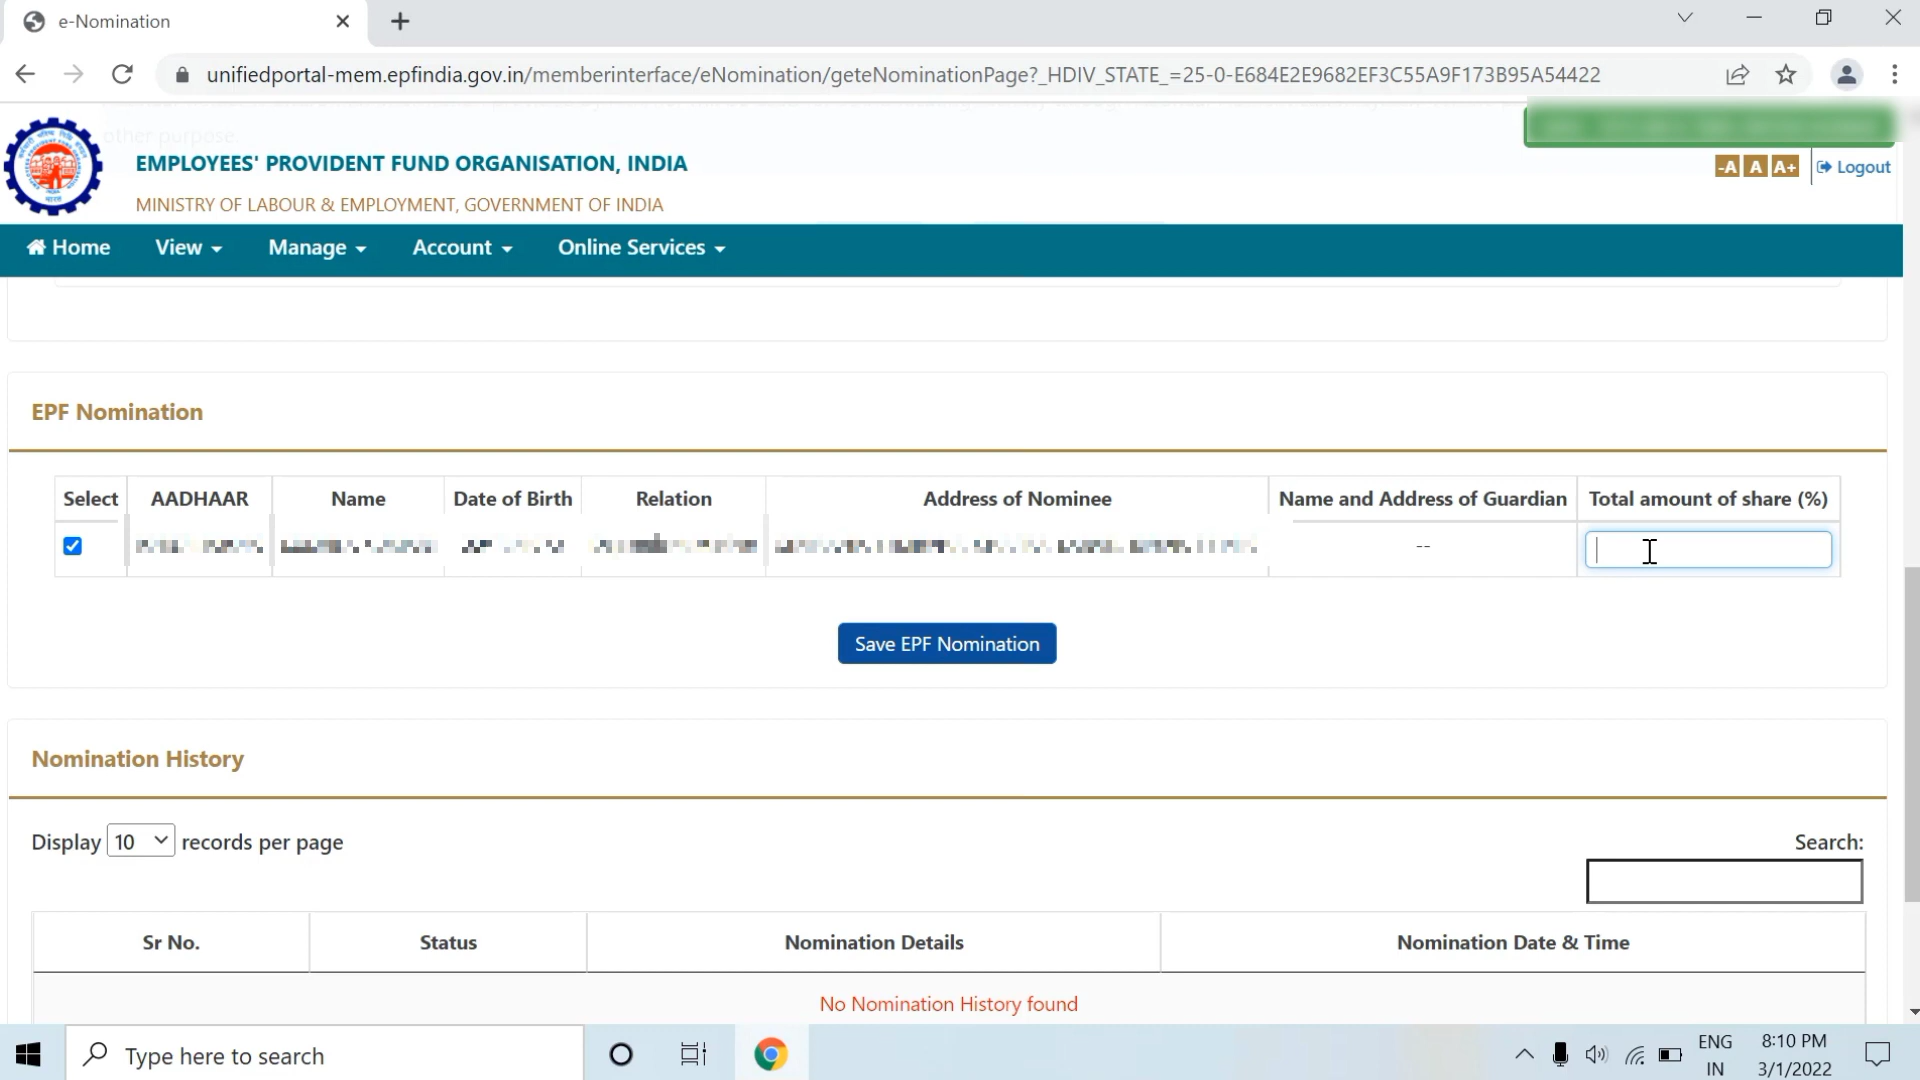 e-Nomination
unifiedportal-mem.epfindia.gov.in/memberinterface/eNomination/geteNominationPage?_HDIV_STATE_=25-0-E684E2E9682EF3C55A9F173B95A54422
other purpose.
EMPLOYEES' PROVIDENT FUND ORGANISATION, INDIA
MINISTRY OF LABOUR & EMPLOYMENT, GOVERNMENT OF INDIA
-A A A+ Logout
Home View Manage Account Online Services
EPF Nomination
Select AADHAAR Name Date of Birth Relation Address of Nominee Name and Address of Guardian Total amount of share (%)
--
Save EPF Nomination
Nomination History
Display 10 records per page
Search:
Sr No. Status Nomination Details Nomination Date & Time
No Nomination History found
Type here to search
ENG
IN
8:10 PM
3/1/2022